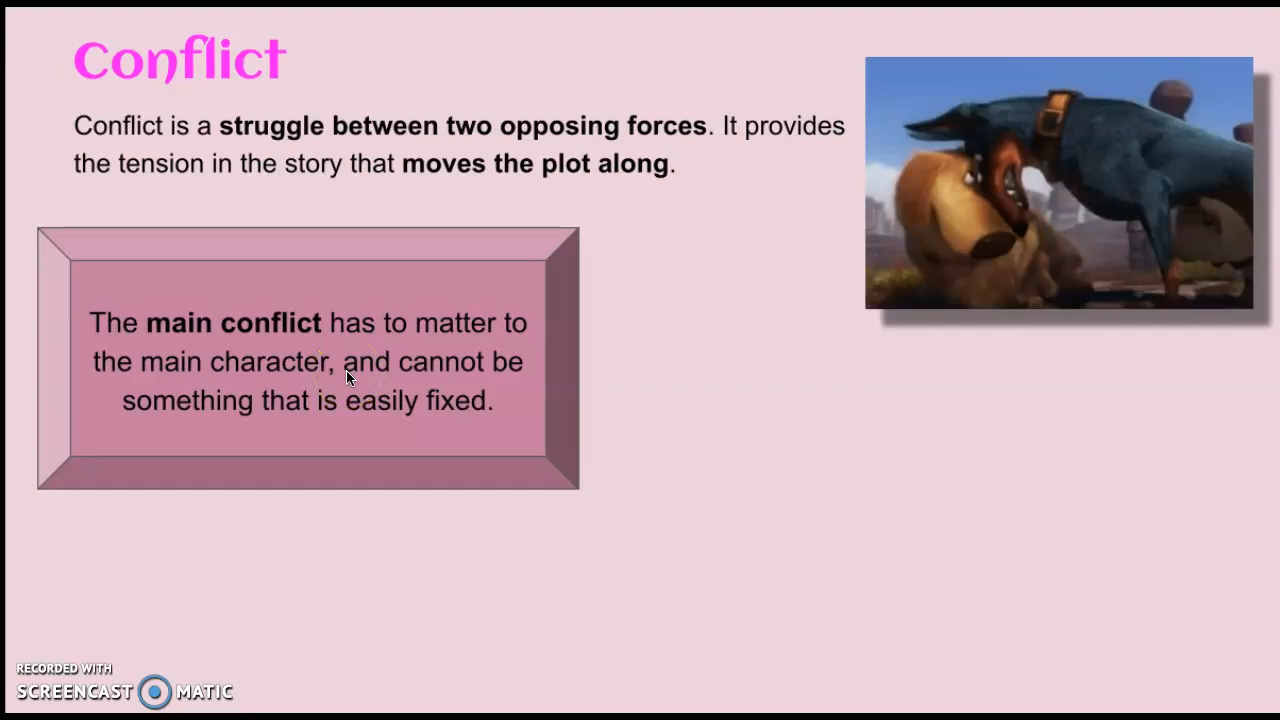 Conflict
Conflict is a struggle between two opposing forces. It provides
the tension in the story that moves the plot along.
The main conflict has to matter to
the main character, and cannot be
something that is easily fixed.
RECORDED WITH
SCREENCAST MATIC